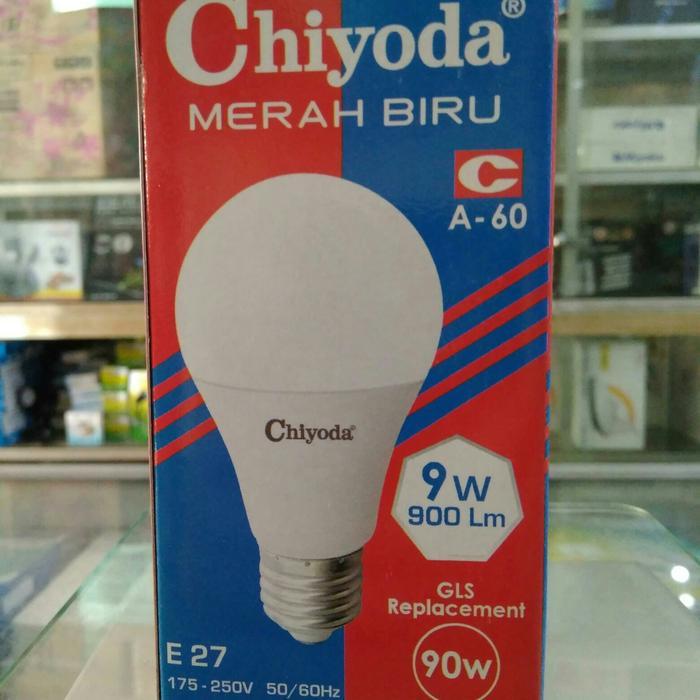 Chiyoda®
MERAH BIRU
C
A-60
Chiyoda®
9W
900 Lm
GLS
Replacement
90w
E 27
175-250V 50/60Hz